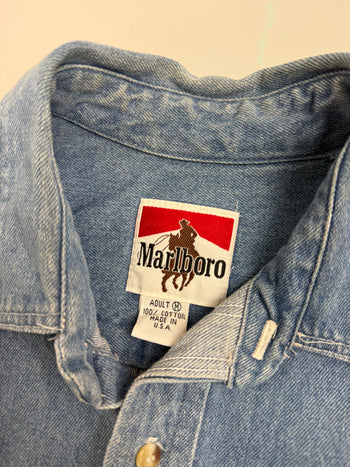 Marlboro
ADULT M
100% COTTON
MADE IN
U.S.A.